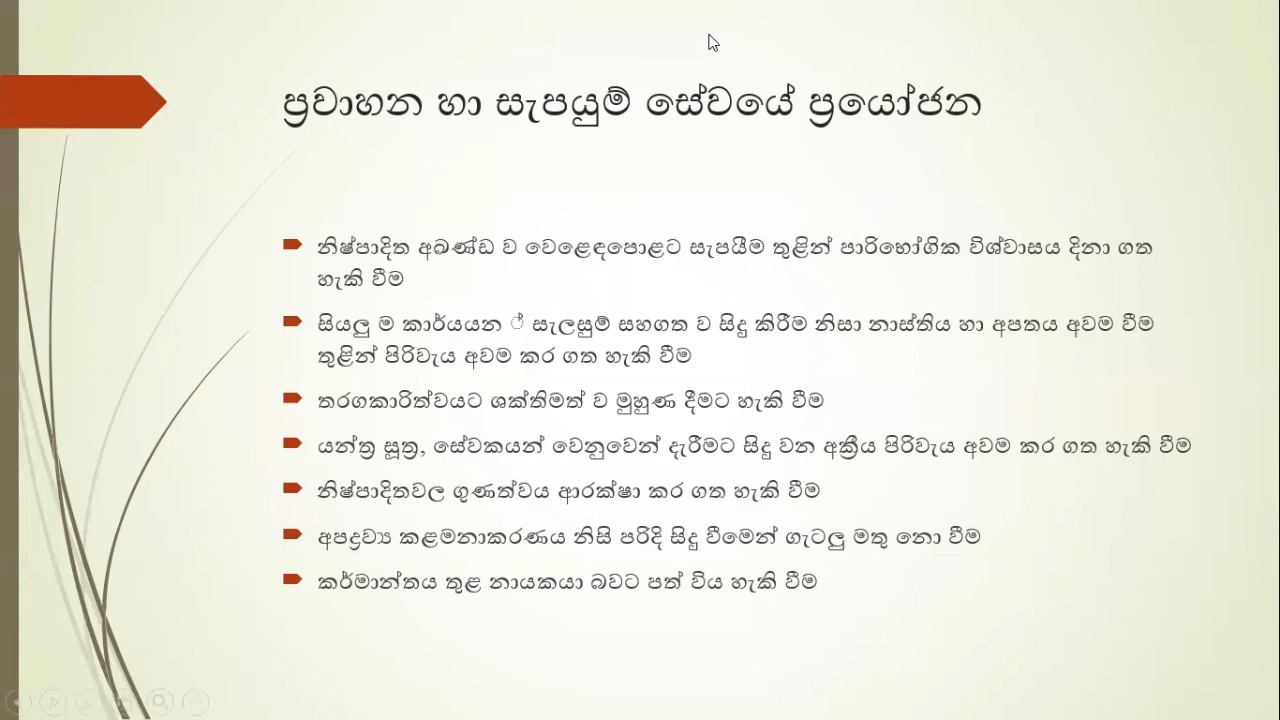 ප්‍රවාහන හා සැපයුම් සේවයේ ප්‍රයෝජන
නිෂ්පාදිත අඛණ්ඩ ව වෙළෙඳපොළට සැපයීම තුළින් පාරිභෝගික විශ්වාසය දිනා ගත
හැකි වීම
සියලු ම කාර්යයන ් සැලසුම් සහගත ව සිදු කිරීම නිසා නාස්තිය හා අපතය අවම වීම
තුළින් පිරිවැය අවම කර ගත හැකි වීම
තරගකාරිත්වයට ශක්තිමත් ව මුහුණ දීමට හැකි වීම
යන්ත්‍ර සූත්‍ර, සේවකයන් වෙනුවෙන් දැරීමට සිදු වන අක්‍රීය පිරිවැය අවම කර ගත හැකි වීම
නිෂ්පාදිතවල ගුණත්වය ආරක්ෂා කර ගත හැකි වීම
අපද්‍රව්‍ය කළමනාකරණය නිසි පරිදි සිදු වීමෙන් ගැටලු මතු නො වීම
කර්මාන්තය තුළ නායකයා බවට පත් විය හැකි වීම